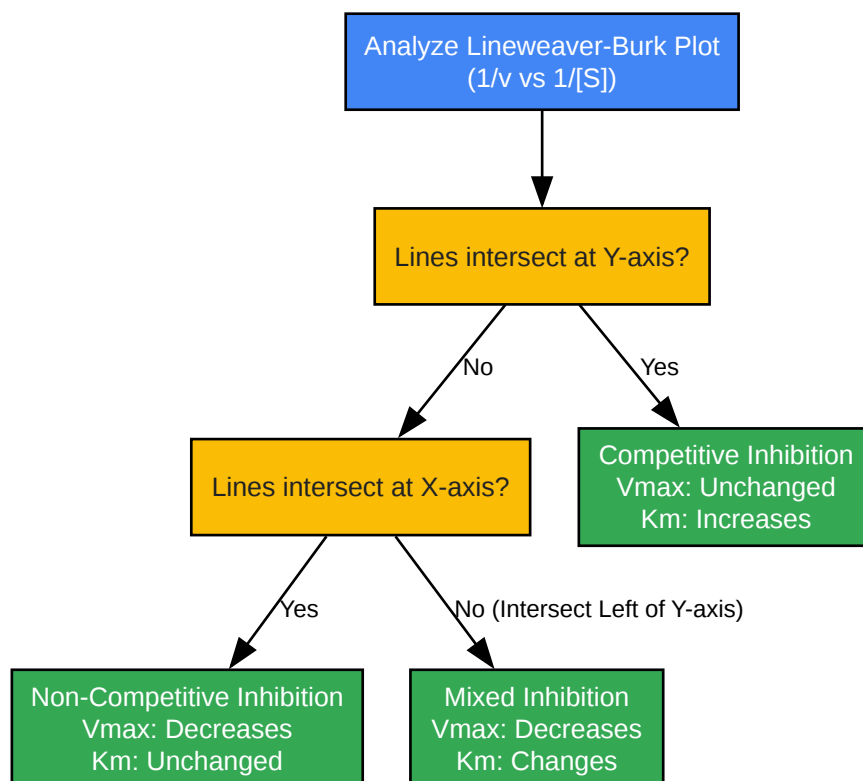 Analyze Lineweaver-Burk Plot
(1/v vs 1/[S])
Lines intersect at Y-axis?
No
Yes
Lines intersect at X-axis?
Competitive Inhibition
Vmax: Unchanged
Km: Increases
Yes
No (Intersect Left of Y-axis)
Non-Competitive Inhibition
Vmax: Decreases
Km: Unchanged
Mixed Inhibition
Vmax: Decreases
Km: Changes